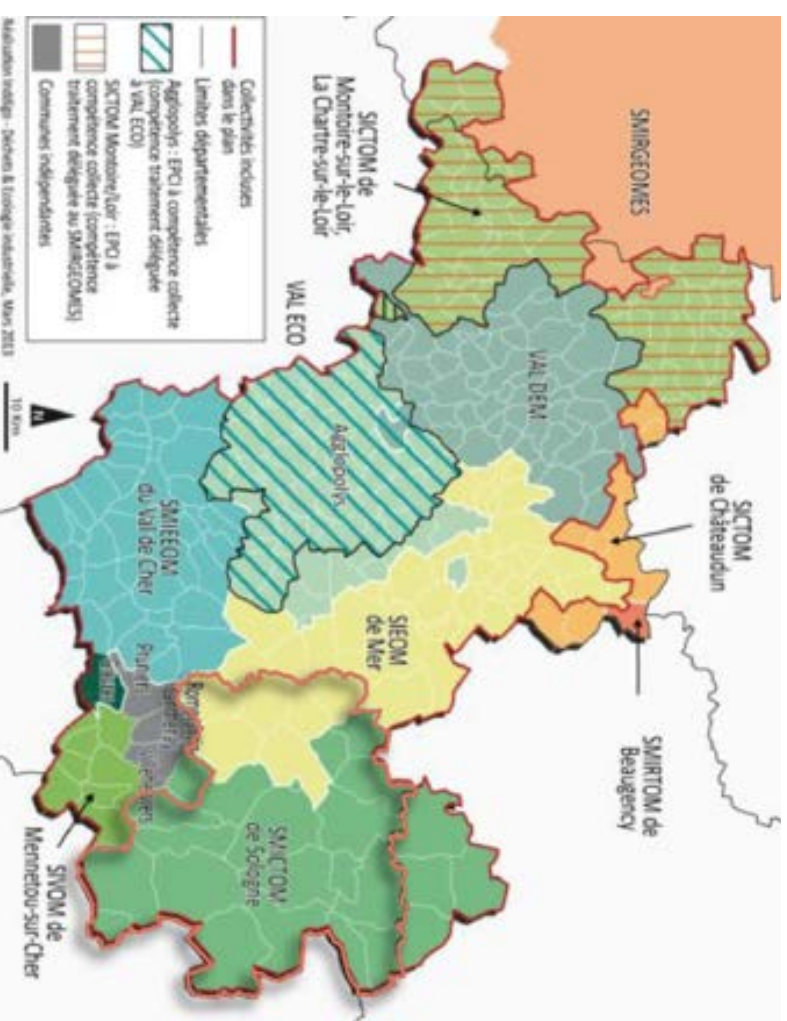 SMIRGEOMES
SICTOM de
Montoire-sur-le-Loir,
La Chartre-sur-le-Loir
VAL DEM
SICTOM
de Châteaudun
SMIRTOM de
Beaugency
VAL ECO
Agglopolys
SIEOM
de Mer
SMIEEOM
du Val de Cher
SMICTOM
de Sologne
SIVOM de
Mennetou-sur-Cher
Collectivités incluses
dans le plan
Limites départementales
Agglopolys : EPCI à compétence collecte
(compétence traitement déléguée
à VAL ECO)
SICTOM Montoire/Loir : EPCI à
compétence collecte (compétence
traitement déléguée au SMIRGEOMES)
Communes indépendantes
N
10 Km
Réalisation Inddigo - Déchets & Ecologie industrielle, Mars 2013